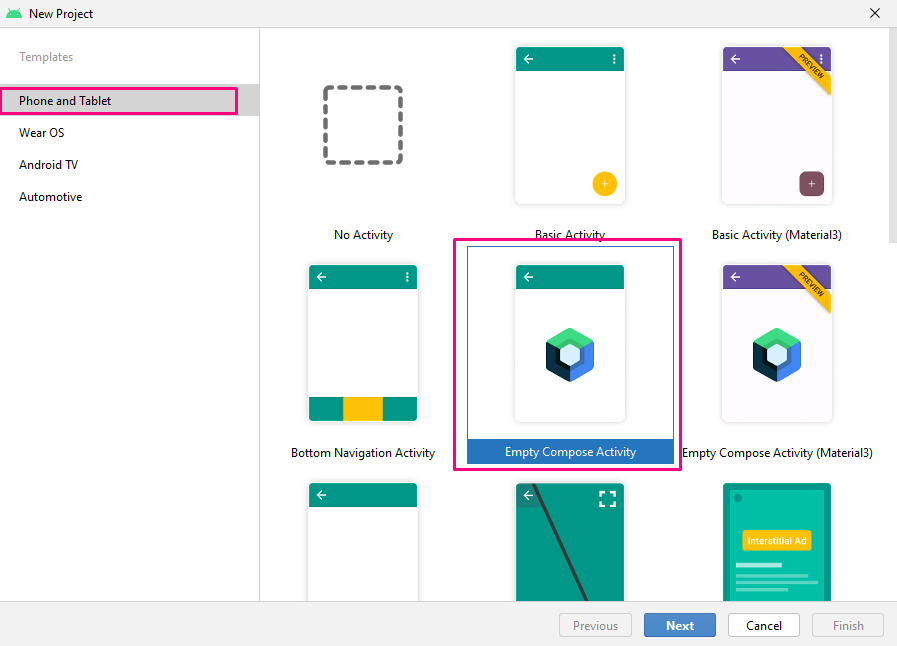 New Project
Templates
Phone and Tablet
Wear OS
Android TV
Automotive
PREVIEW
No Activity
Basic Activity
Basic Activity (Material3)
PREVIEW
Bottom Navigation Activity
Empty Compose Activity
Empty Compose Activity (Material3)
Interstitial Ad
Previous
Next
Cancel
Finish